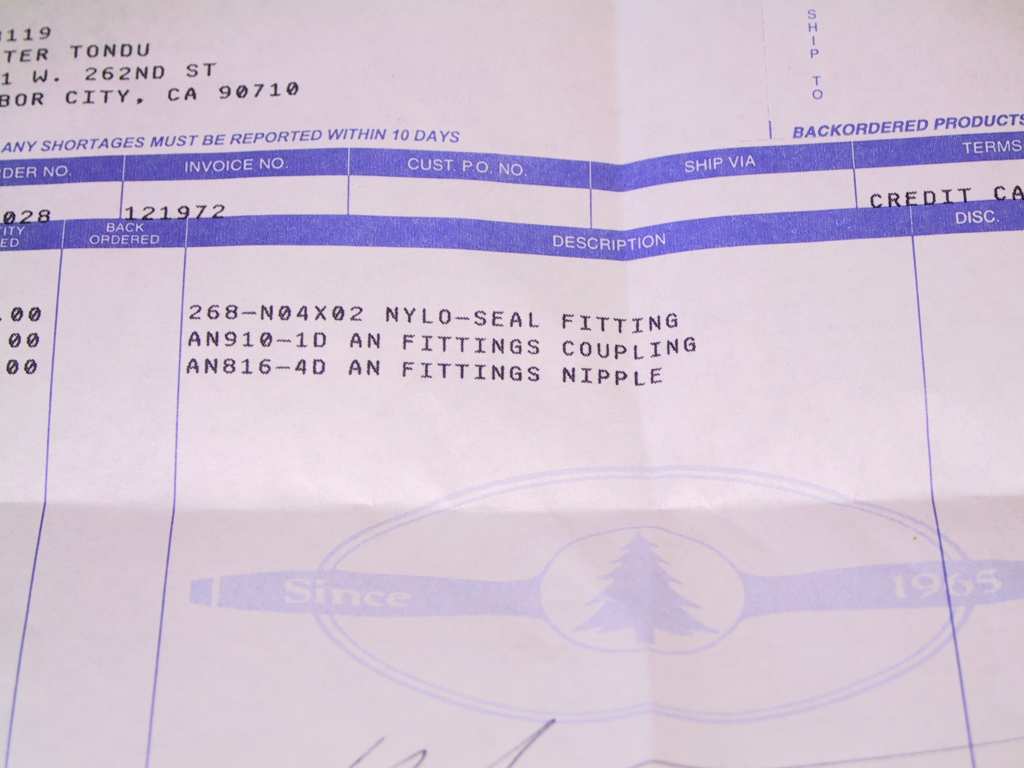 119
TER TONDU
1 W. 262ND ST
BOR CITY, CA 90710
SHIP TO
ANY SHORTAGES MUST BE REPORTED WITHIN 10 DAYS
BACKORDERED PRODUCTS
DER NO. INVOICE NO. CUST. P.O. NO. SHIP VIA TERMS
028 121972 CREDIT CA
ITY
ED BACK
ORDERED DESCRIPTION DISC.
.00 268-N04X02 NYLO-SEAL FITTING
00 AN910-1D AN FITTINGS COUPLING
00 AN816-4D AN FITTINGS NIPPLE
Since 1965